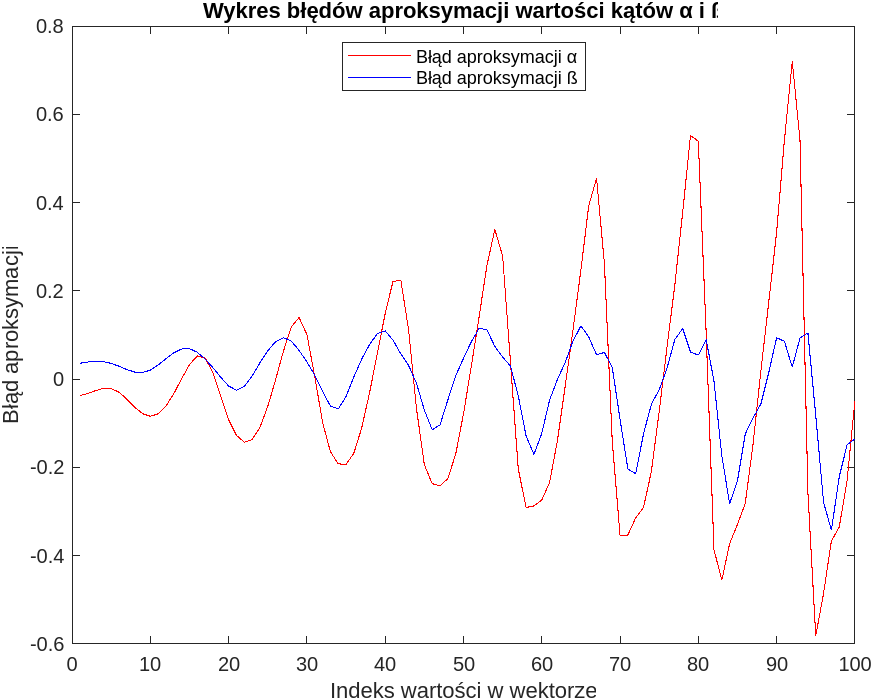 Wykres błędów aproksymacji wartości kątów α i ß
Błąd aproksymacji α
Błąd aproksymacji ß
0.8
0.6
0.4
0.2
0
-0.2
-0.4
-0.6
Błąd aproksymacji
0 10 20 30 40 50 60 70 80 90 100
Indeks wartości w wektorze